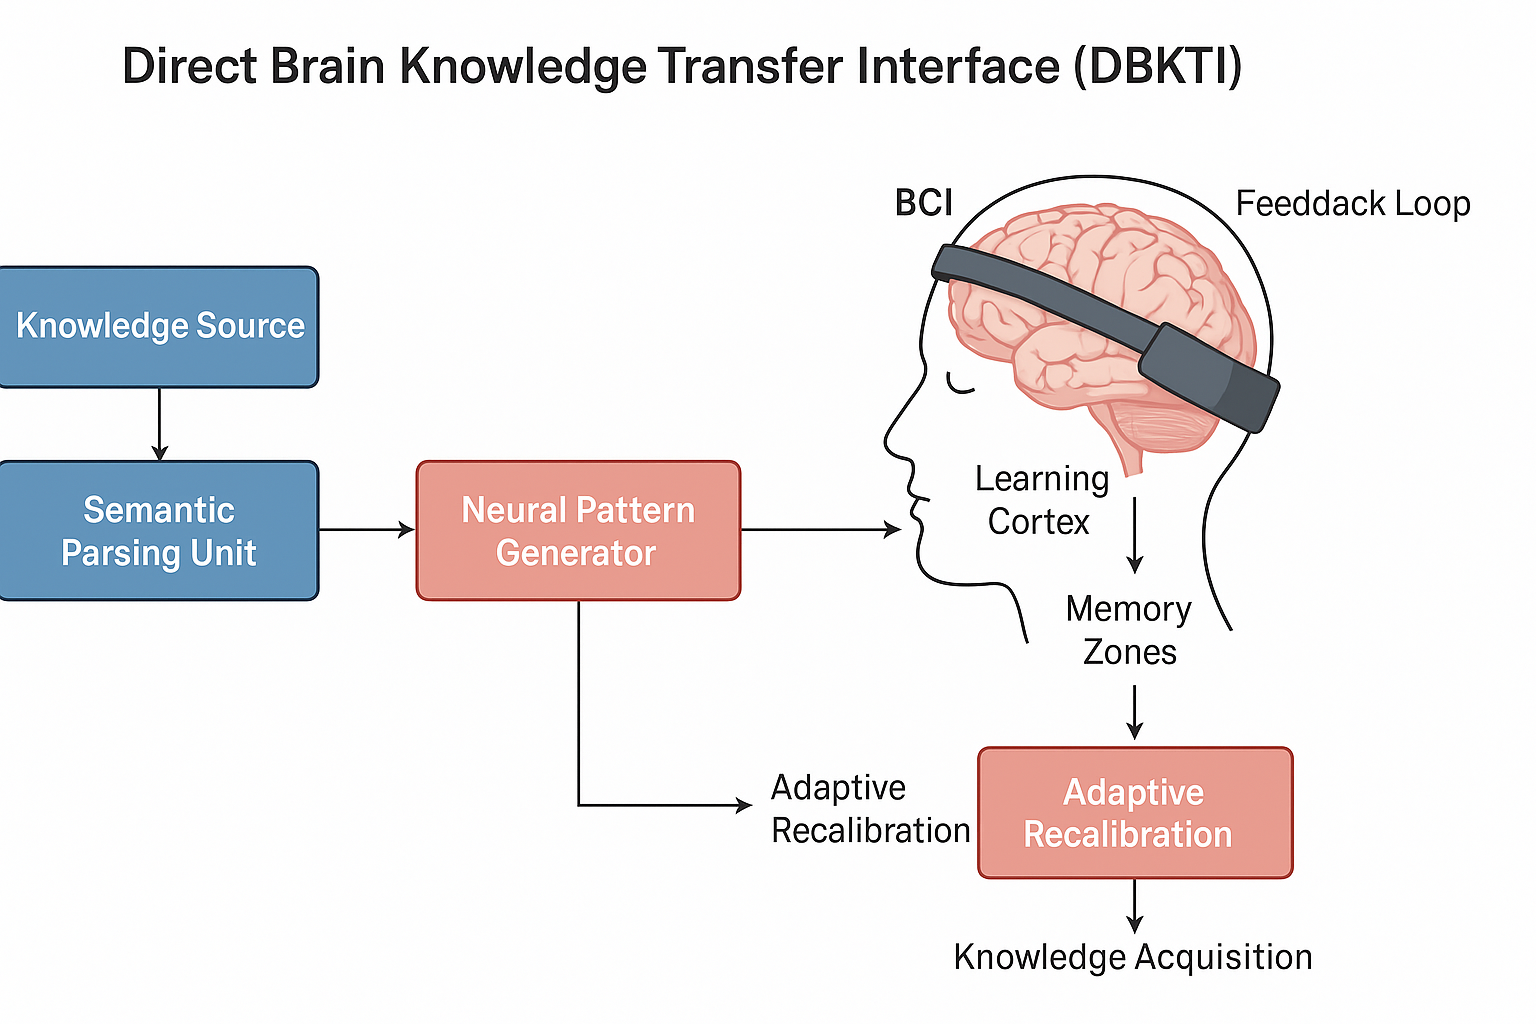 Direct Brain Knowledge Transfer Interface (DBKTI)
BCI
Feeddack Loop
Knowledge Source
Semantic
Parsing Unit
Neural Pattern
Generator
Learning
Cortex
Memory
Zones
Adaptive
Recalibration
Adaptive
Recalibration
Knowledge Acquisition